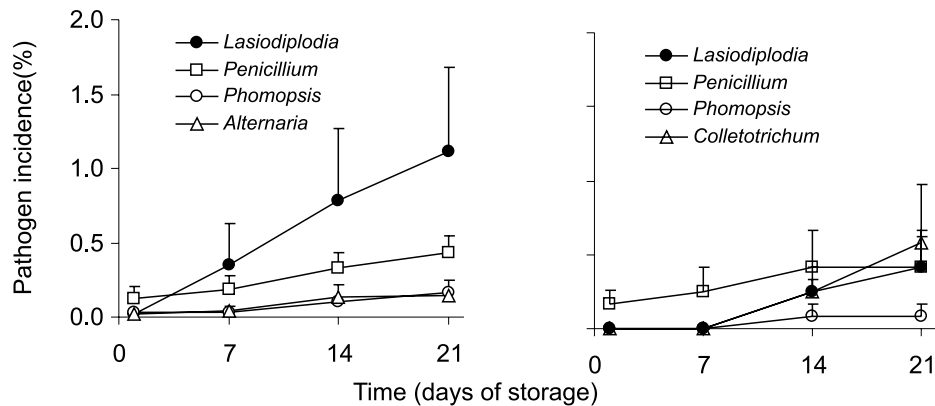 2.0
1.5
1.0
0.5
0.0
Pathogen incidence(%)
Lasiodiplodia
Penicillium
Phomopsis
Alternaria
0 7 14 21
Lasiodiplodia
Penicillium
Phomopsis
Colletotrichum
0 7 14 21
Time (days of storage)